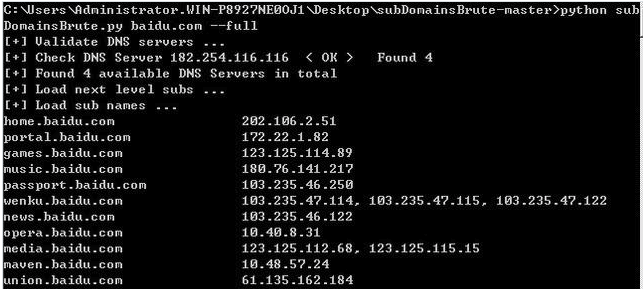 C:\Users\Administrator.WIN-P8927NE0OJ1\Desktop\subDomainsBrute-master>python sub
DomainsBrute.py baidu.com --full
[+] Validate DNS servers ...
[+] Check DNS Server 182.254.116.116  < OK >   Found 4
[+] Found 4 available DNS Servers in total
[+] Load next level subs ...
[+] Load sub names ...
home.baidu.com                202.106.2.51
portal.baidu.com              172.22.1.82
games.baidu.com               123.125.114.89
music.baidu.com               180.76.141.217
passport.baidu.com            103.235.46.250
wenku.baidu.com               103.235.47.114, 103.235.47.115, 103.235.47.122
news.baidu.com                103.235.46.122
opera.baidu.com               10.40.8.31
media.baidu.com               123.125.112.68, 123.125.115.15
maven.baidu.com               10.48.57.24
union.baidu.com               61.135.162.184